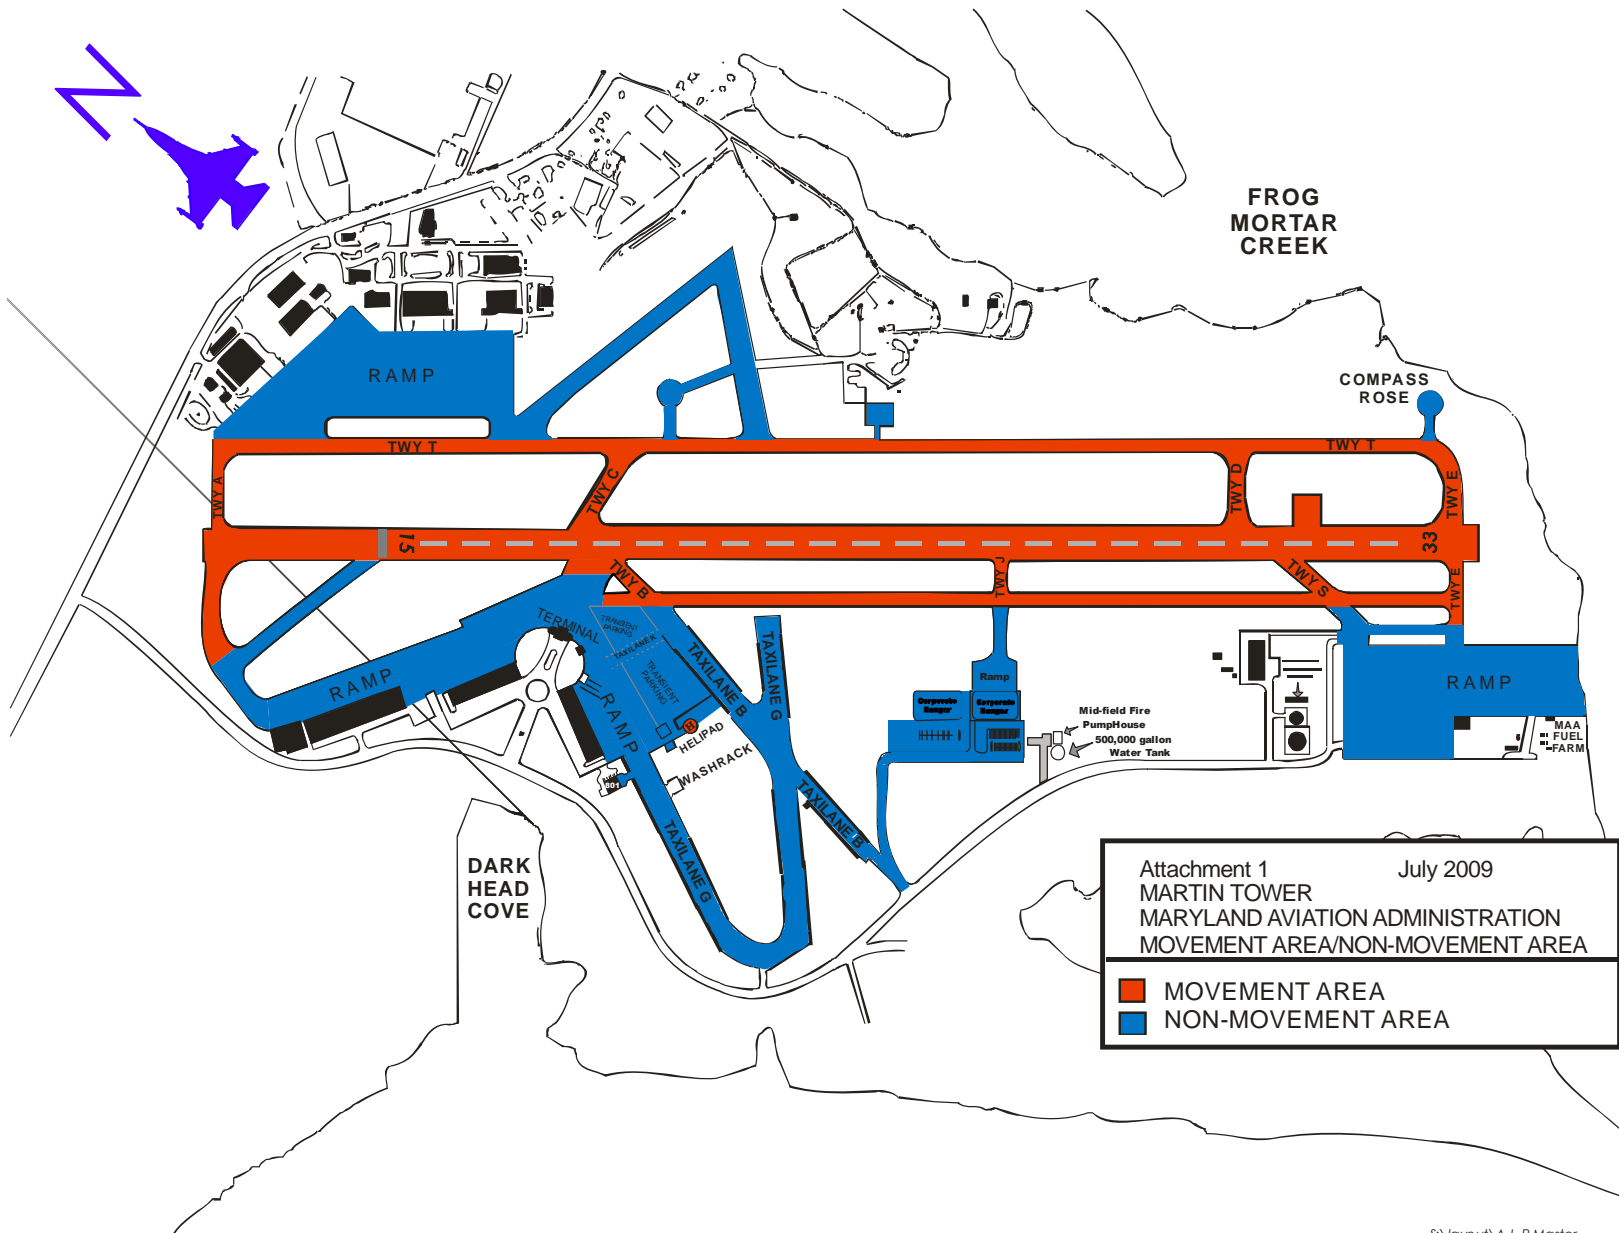 N
FROG
MORTAR
CREEK
COMPASS
ROSE
RAMP
TWY T
TWY T
TWY A
TWY C
TWY D
TWY E
15
33
TWY B
TWY J
TWY S
TWY E
TERMINAL
TRANSIENT
PARKING
TAXILANE K
TRANSIENT
PARKING
RAMP
RAMP
TAXILANE B
TAXILANE G
H
HELIPAD
WASHRACK
801
TAXILANE G
TAXILANE B
Ramp
Corporate
Hangar
Corporate
Hangar
Mid-field Fire
PumpHouse
500,000 gallon
Water Tank
RAMP
MAA
FUEL
FARM
DARK
HEAD
COVE
Attachment 1 July 2009
MARTIN TOWER
MARYLAND AVIATION ADMINISTRATION
MOVEMENT AREA/NON-MOVEMENT AREA
MOVEMENT AREA
NON-MOVEMENT AREA